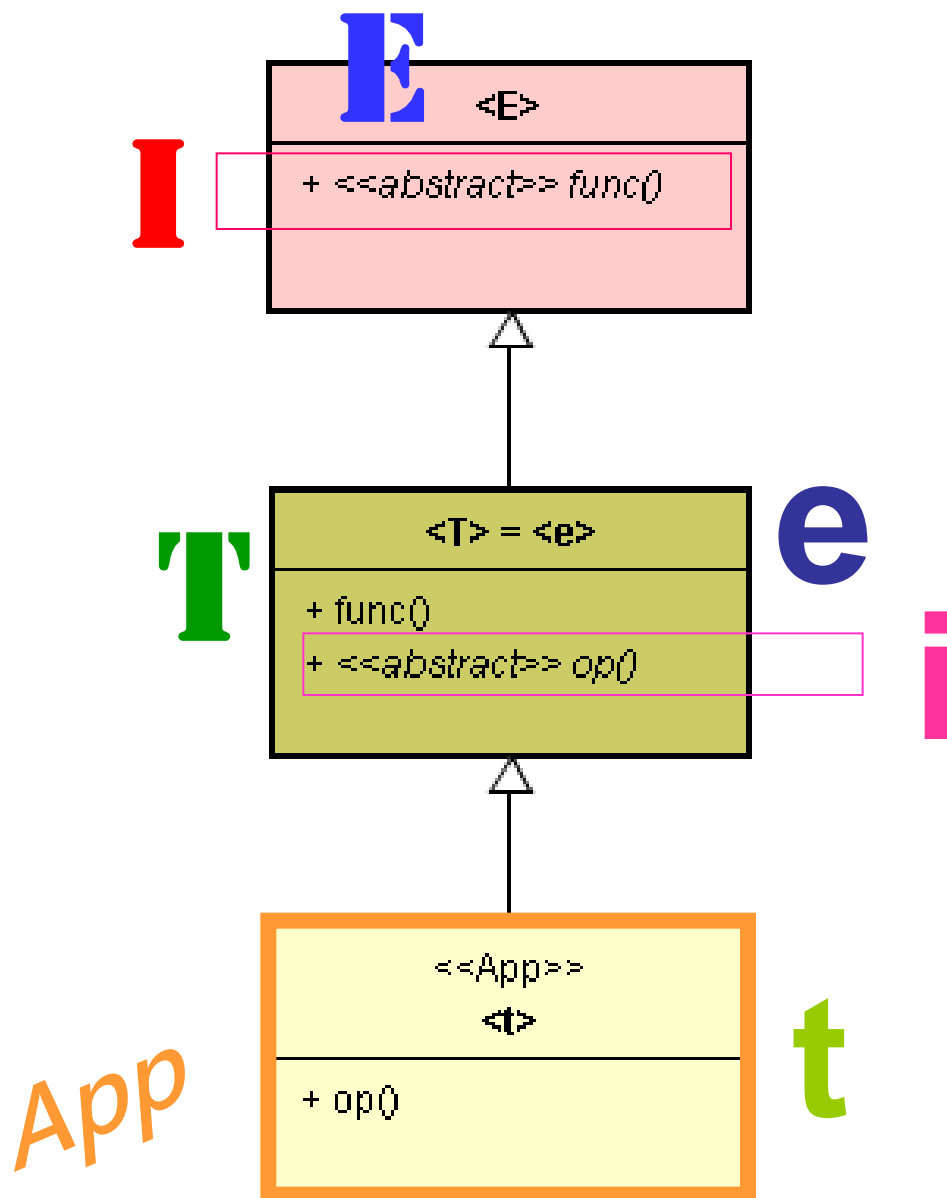 E
<E>
I
+ <<abstract>> func()
T
<T> = <e>
e
+ func()
+ <<abstract>> op()
i
<<App>>
<t>
t
App
+ op()